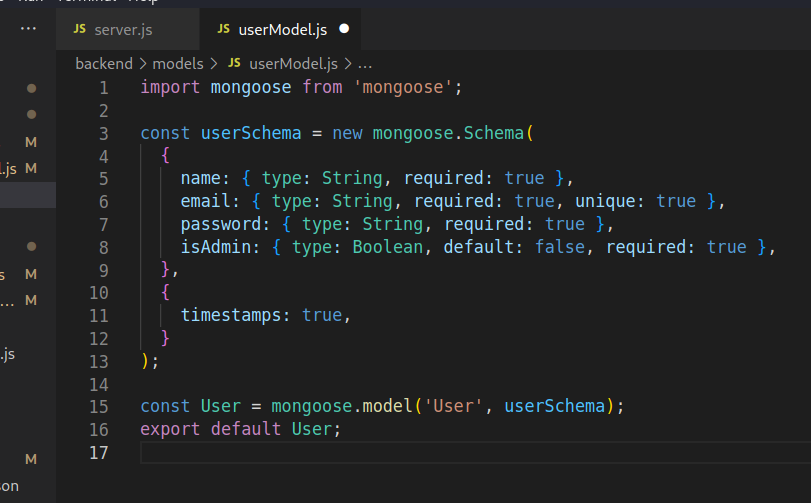 JS server.js
JS userModel.js
backend > models > JS userModel.js > ...
1 import mongoose from 'mongoose';
2
3 const userSchema = new mongoose.Schema(
4   {
5     name: { type: String, required: true },
6     email: { type: String, required: true, unique: true },
7     password: { type: String, required: true },
8     isAdmin: { type: Boolean, default: false, required: true },
9   },
10   {
11     timestamps: true,
12   }
13 );
14
15 const User = mongoose.model('User', userSchema);
16 export default User;
17
M
.js M
s M
... M
.js
M
son